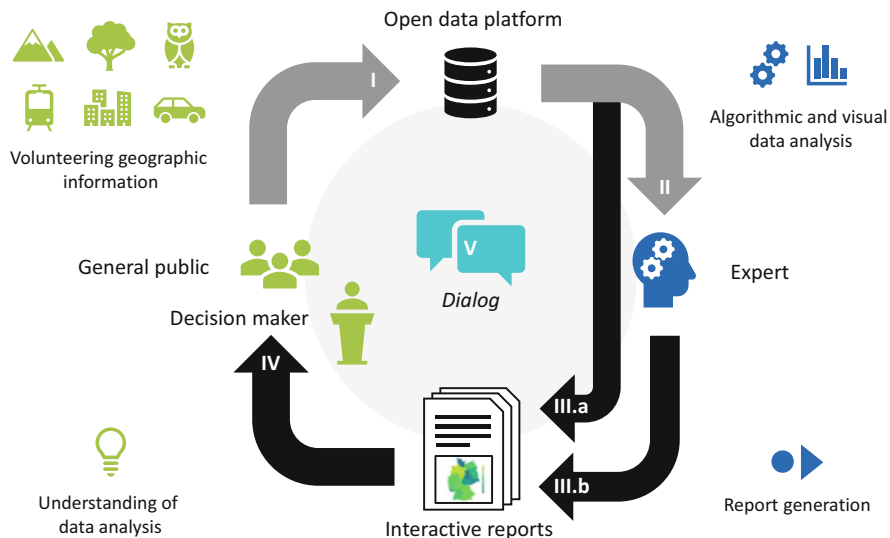 Open data platform
I
Volunteering geographic
information
Algorithmic and visual
data analysis
II
General public
V
Dialog
Expert
Decision maker
IV
III.a
III.b
Understanding of
data analysis
Interactive reports
Report generation